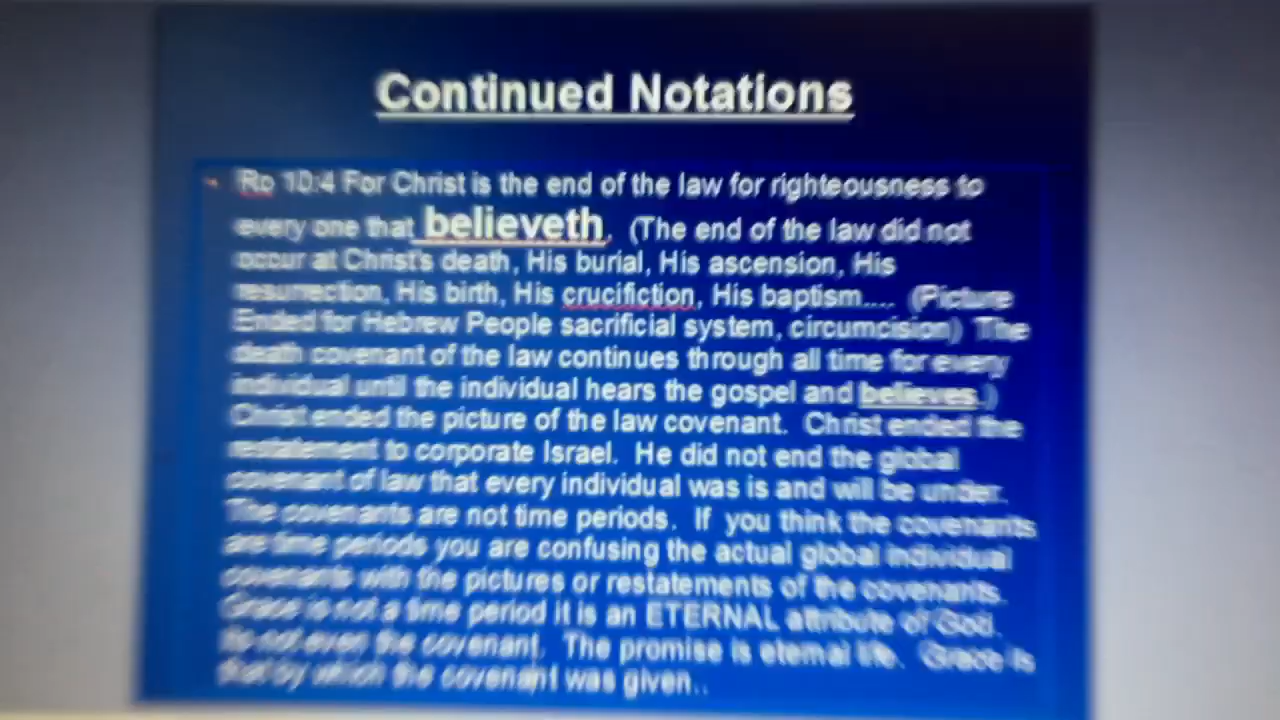 Continued Notations
Ro 10:4 For Christ is the end of the law for righteousness to
every one that believeth. (The end of the law did not
occur at Christ's death, His burial, His ascension, His
resurrection, His birth, His crucifiction, His baptism.... (Picture
Ended for Hebrew People sacrificial system, circumcision) The
death covenant of the law continues through all time for every
individual until the individual hears the gospel and believes.)
Christ ended the picture of the law covenant. Christ ended the
restatement to corporate Israel. He did not end the global
covenant of law that every individual was is and will be under.
The covenants are not time periods. If you think the covenants
are time periods you are confusing the actual global individual
covenants with the pictures or restatements of the covenants.
Grace is not a time period it is an ETERNAL attribute of God.
Its not even the covenant. The promise is eternal life. Grace is
that by which the covenant was given..